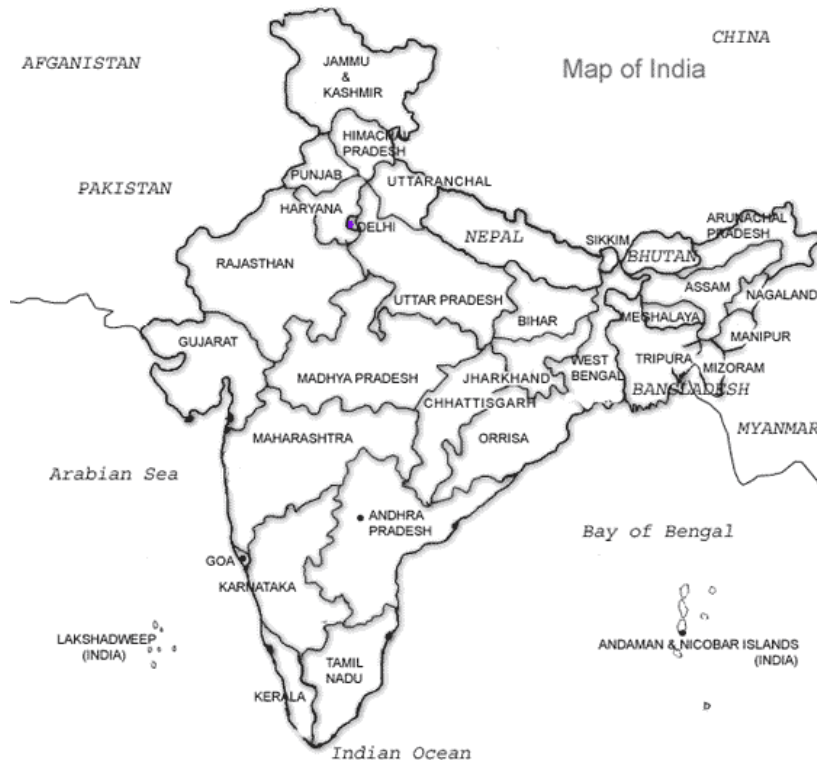 CHINA
AFGANISTAN
Map of India
JAMMU
&
KASHMIR
HIMACHAL
PRADESH
PUNJAB
UTTARANCHAL
PAKISTAN
HARYANA
DELHI
ARUNACHAL
PRADESH
NEPAL
SIKKIM
BHUTAN
RAJASTHAN
ASSAM
UTTAR PRADESH
NAGALAND
BIHAR
MEGHALAYA
MANIPUR
GUJARAT
WEST
BENGAL
TRIPURA
MIZORAM
MADHYA PRADESH
JHARKHAND
BANGLADESH
CHHATTISGARH
MYANMAR
MAHARASHTRA
ORRISA
Arabian Sea
ANDHRA
PRADESH
Bay of Bengal
GOA
KARNATAKA
LAKSHADWEEP
(INDIA)
ANDAMAN & NICOBAR ISLANDS
(INDIA)
TAMIL
NADU
KERALA
Indian Ocean